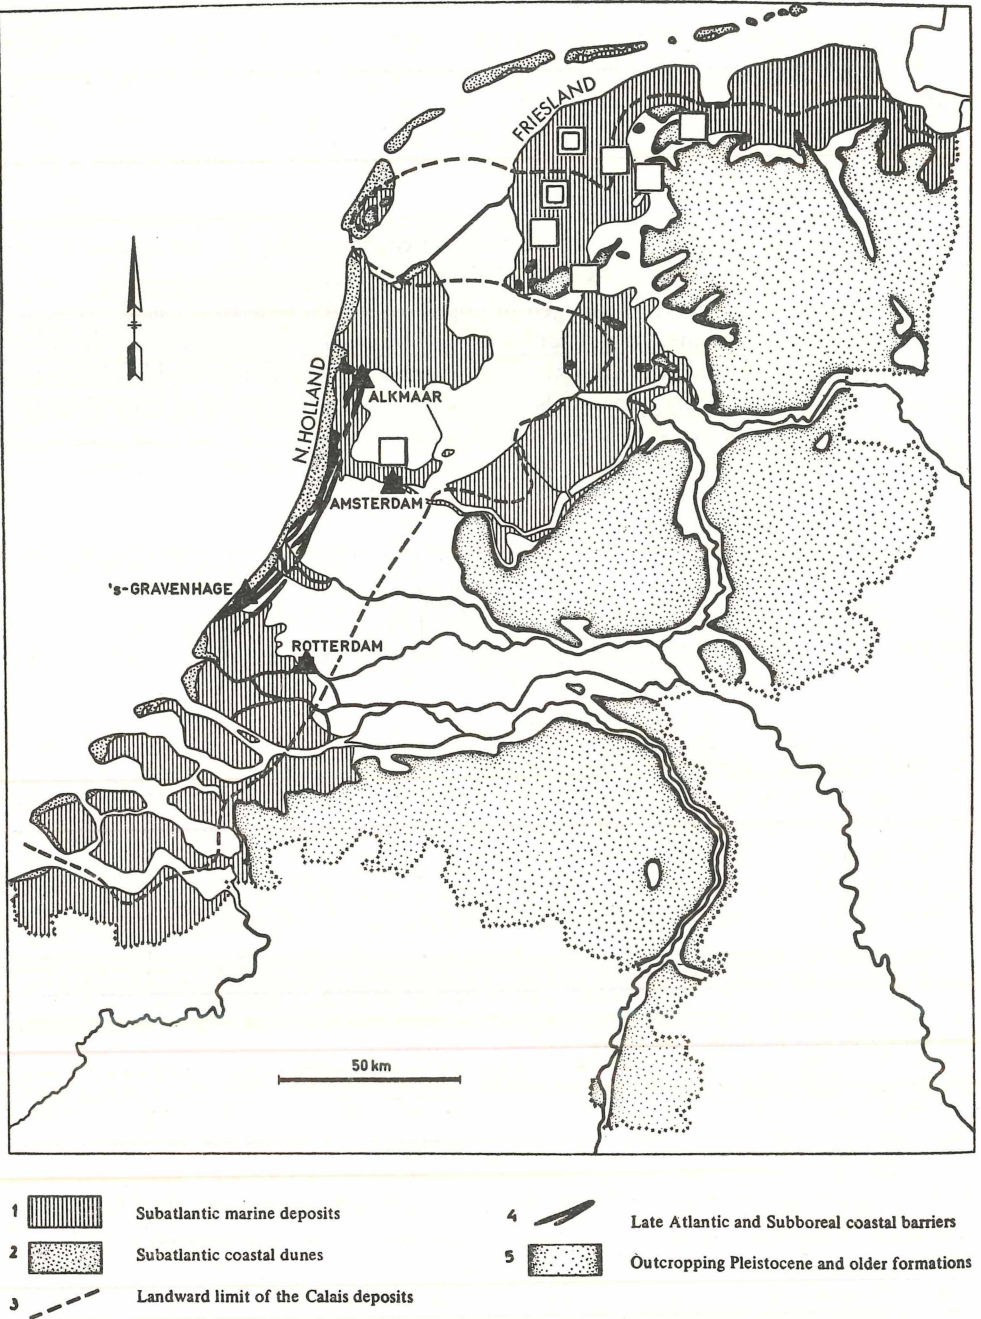 FRIESLAND
N.HOLLAND
ALKMAAR
AMSTERDAM
's-GRAVENHAGE
ROTTERDAM
50 km
1 Subatlantic marine deposits
2 Subatlantic coastal dunes
3 Landward limit of the Calais deposits
4 Late Atlantic and Subboreal coastal barriers
5 Outcropping Pleistocene and older formations